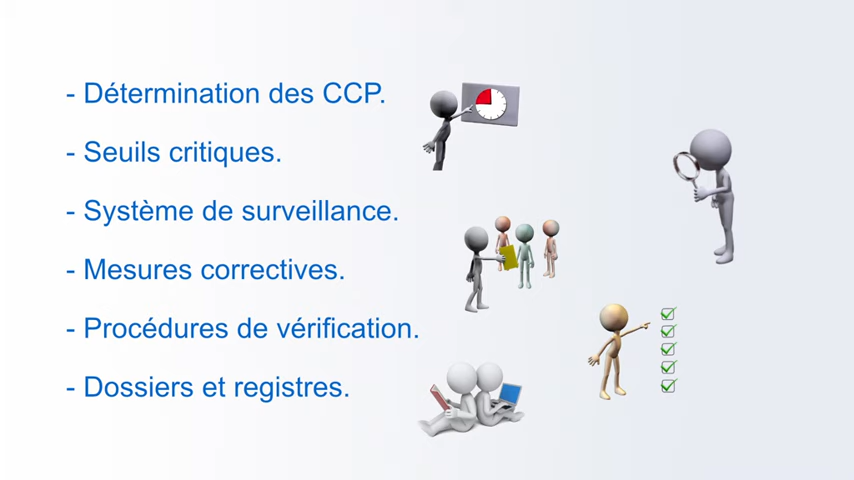 - Détermination des CCP.
- Seuils critiques.
- Système de surveillance.
- Mesures correctives.
- Procédures de vérification.
- Dossiers et registres.